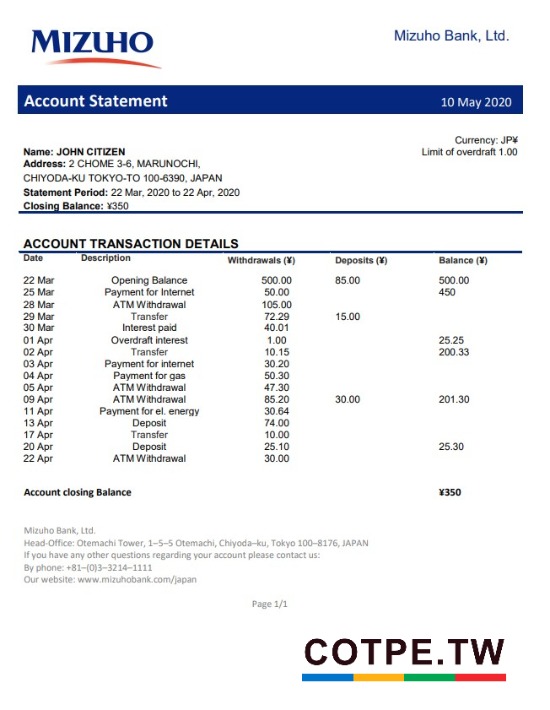 MIZUHO
Mizuho Bank, Ltd.
Account Statement 10 May 2020
Currency: JP¥
Limit of overdraft 1.00
Name: JOHN CITIZEN
Address: 2 CHOME 3-6, MARUNOCHI,
CHIYODA-KU TOKYO-TO 100-6390, JAPAN
Statement Period: 22 Mar, 2020 to 22 Apr, 2020
Closing Balance: ¥350
ACCOUNT TRANSACTION DETAILS
Date Description Withdrawals (¥) Deposits (¥) Balance (¥)
22 Mar Opening Balance 500.00 85.00 500.00
25 Mar Payment for Internet 50.00 450
28 Mar ATM Withdrawal 105.00
29 Mar Transfer 72.29 15.00
30 Mar Interest paid 40.01
01 Apr Overdraft interest 1.00 25.25
02 Apr Transfer 10.15 200.33
03 Apr Payment for internet 30.20
04 Apr Payment for gas 50.30
05 Apr ATM Withdrawal 47.30
09 Apr ATM Withdrawal 85.20 30.00 201.30
11 Apr Payment for el. energy 30.64
13 Apr Deposit 74.00
17 Apr Transfer 10.00
20 Apr Deposit 25.10 25.30
22 Apr ATM Withdrawal 30.00
Account closing Balance ¥350
Mizuho Bank, Ltd.
Head-Office: Otemachi Tower, 1–5–5 Otemachi, Chiyoda–ku, Tokyo 100–8176, JAPAN
If you have any other questions regarding your account please contact us:
By phone: +81–(0)3–3214–1111
Our website: www.mizuhobank.com/japan
Page 1/1
COTPE.TW